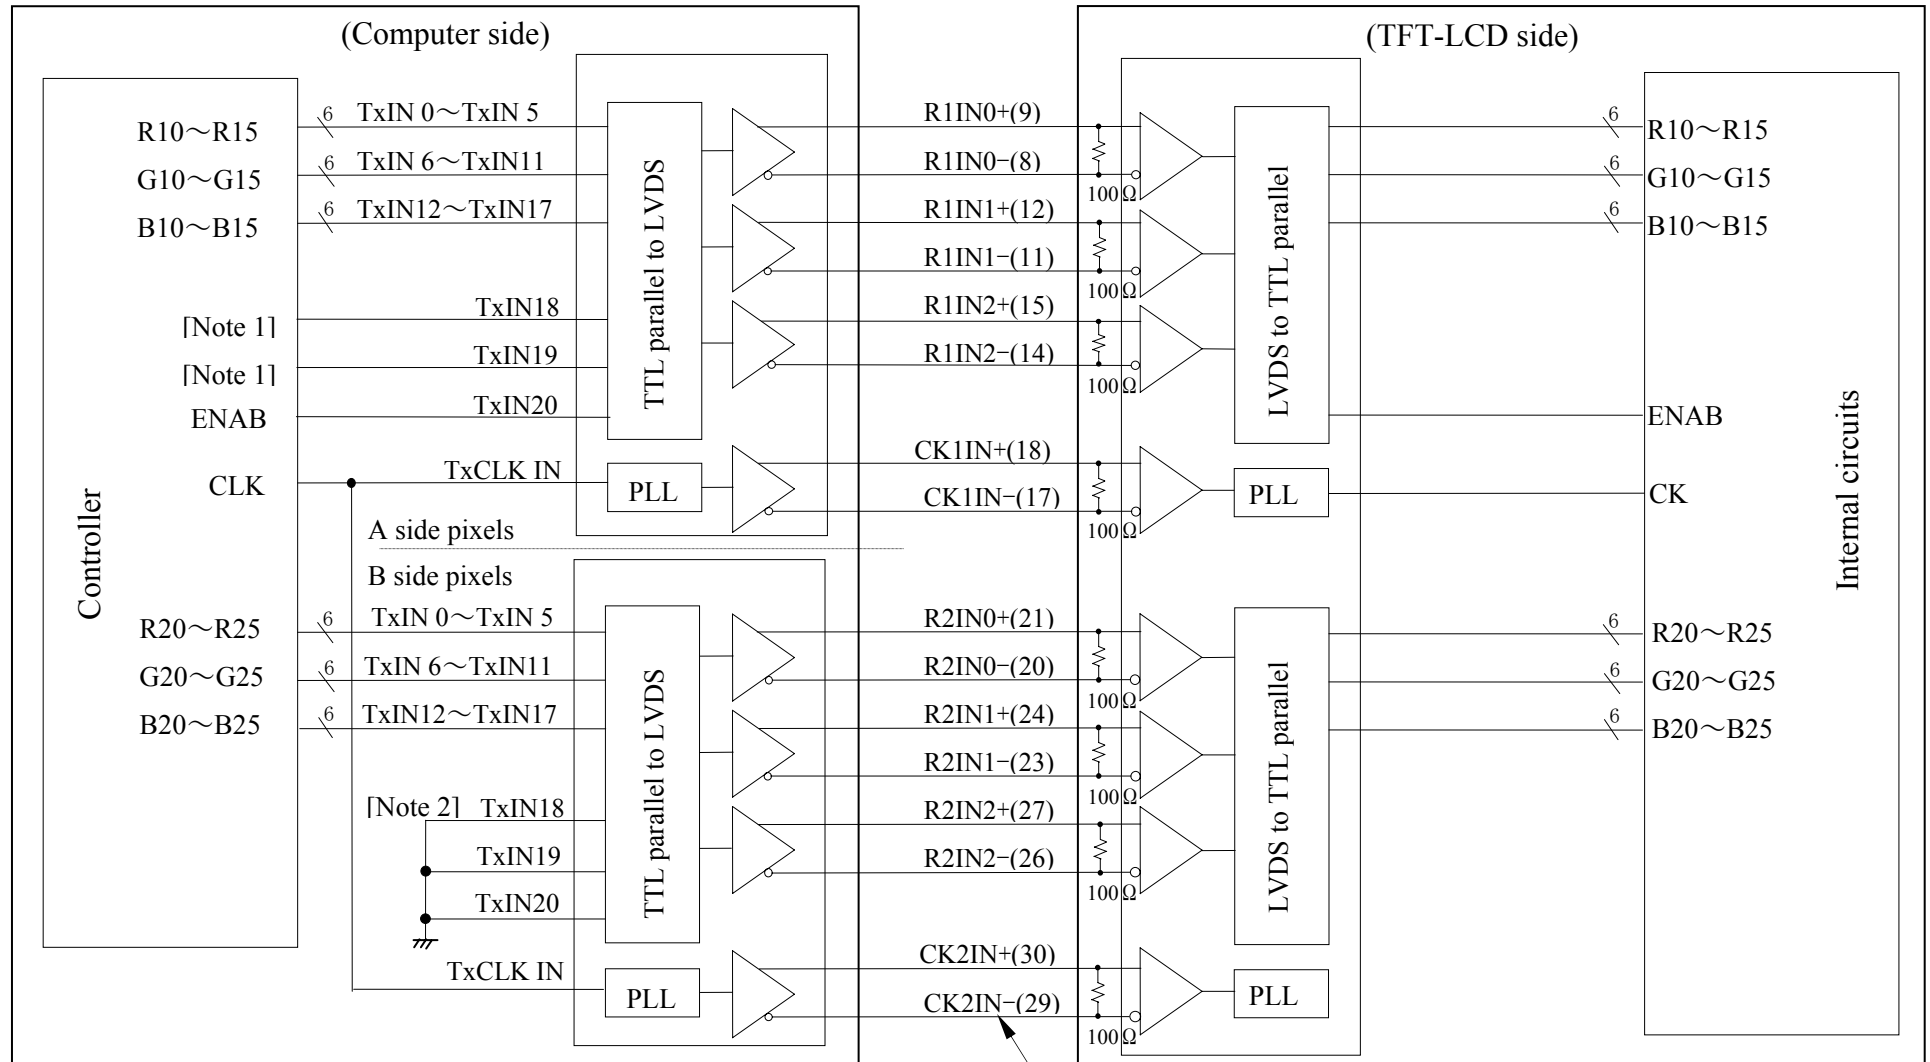 (Computer side)
(TFT-LCD side)
Controller
R10～R15
G10～G15
B10～B15
[Note 1]
[Note 1]
ENAB
CLK
6 TxIN 0～TxIN 5
6 TxIN 6～TxIN11
6 TxIN12～TxIN17
TxIN18
TxIN19
TxIN20
TxCLK IN
TTL parallel to LVDS
PLL
R1IN0+(9)
R1IN0−(8)
100Ω
R1IN1+(12)
R1IN1−(11)
100Ω
R1IN2+(15)
R1IN2−(14)
100Ω
CK1IN+(18)
CK1IN−(17)
100Ω
LVDS to TTL parallel
PLL
6 R10～R15
6 G10～G15
6 B10～B15
ENAB
CK
Internal circuits
A side pixels
B side pixels
R20～R25
G20～G25
B20～B25
6 TxIN 0～TxIN 5
6 TxIN 6～TxIN11
6 TxIN12～TxIN17
[Note 2] TxIN18
TxIN19
TxIN20
TxCLK IN
TTL parallel to LVDS
PLL
R2IN0+(21)
R2IN0−(20)
100Ω
R2IN1+(24)
R2IN1−(23)
100Ω
R2IN2+(27)
R2IN2−(26)
100Ω
CK2IN+(30)
CK2IN−(29)
100Ω
LVDS to TTL parallel
PLL
6 R20～R25
6 G20～G25
6 B20～B25